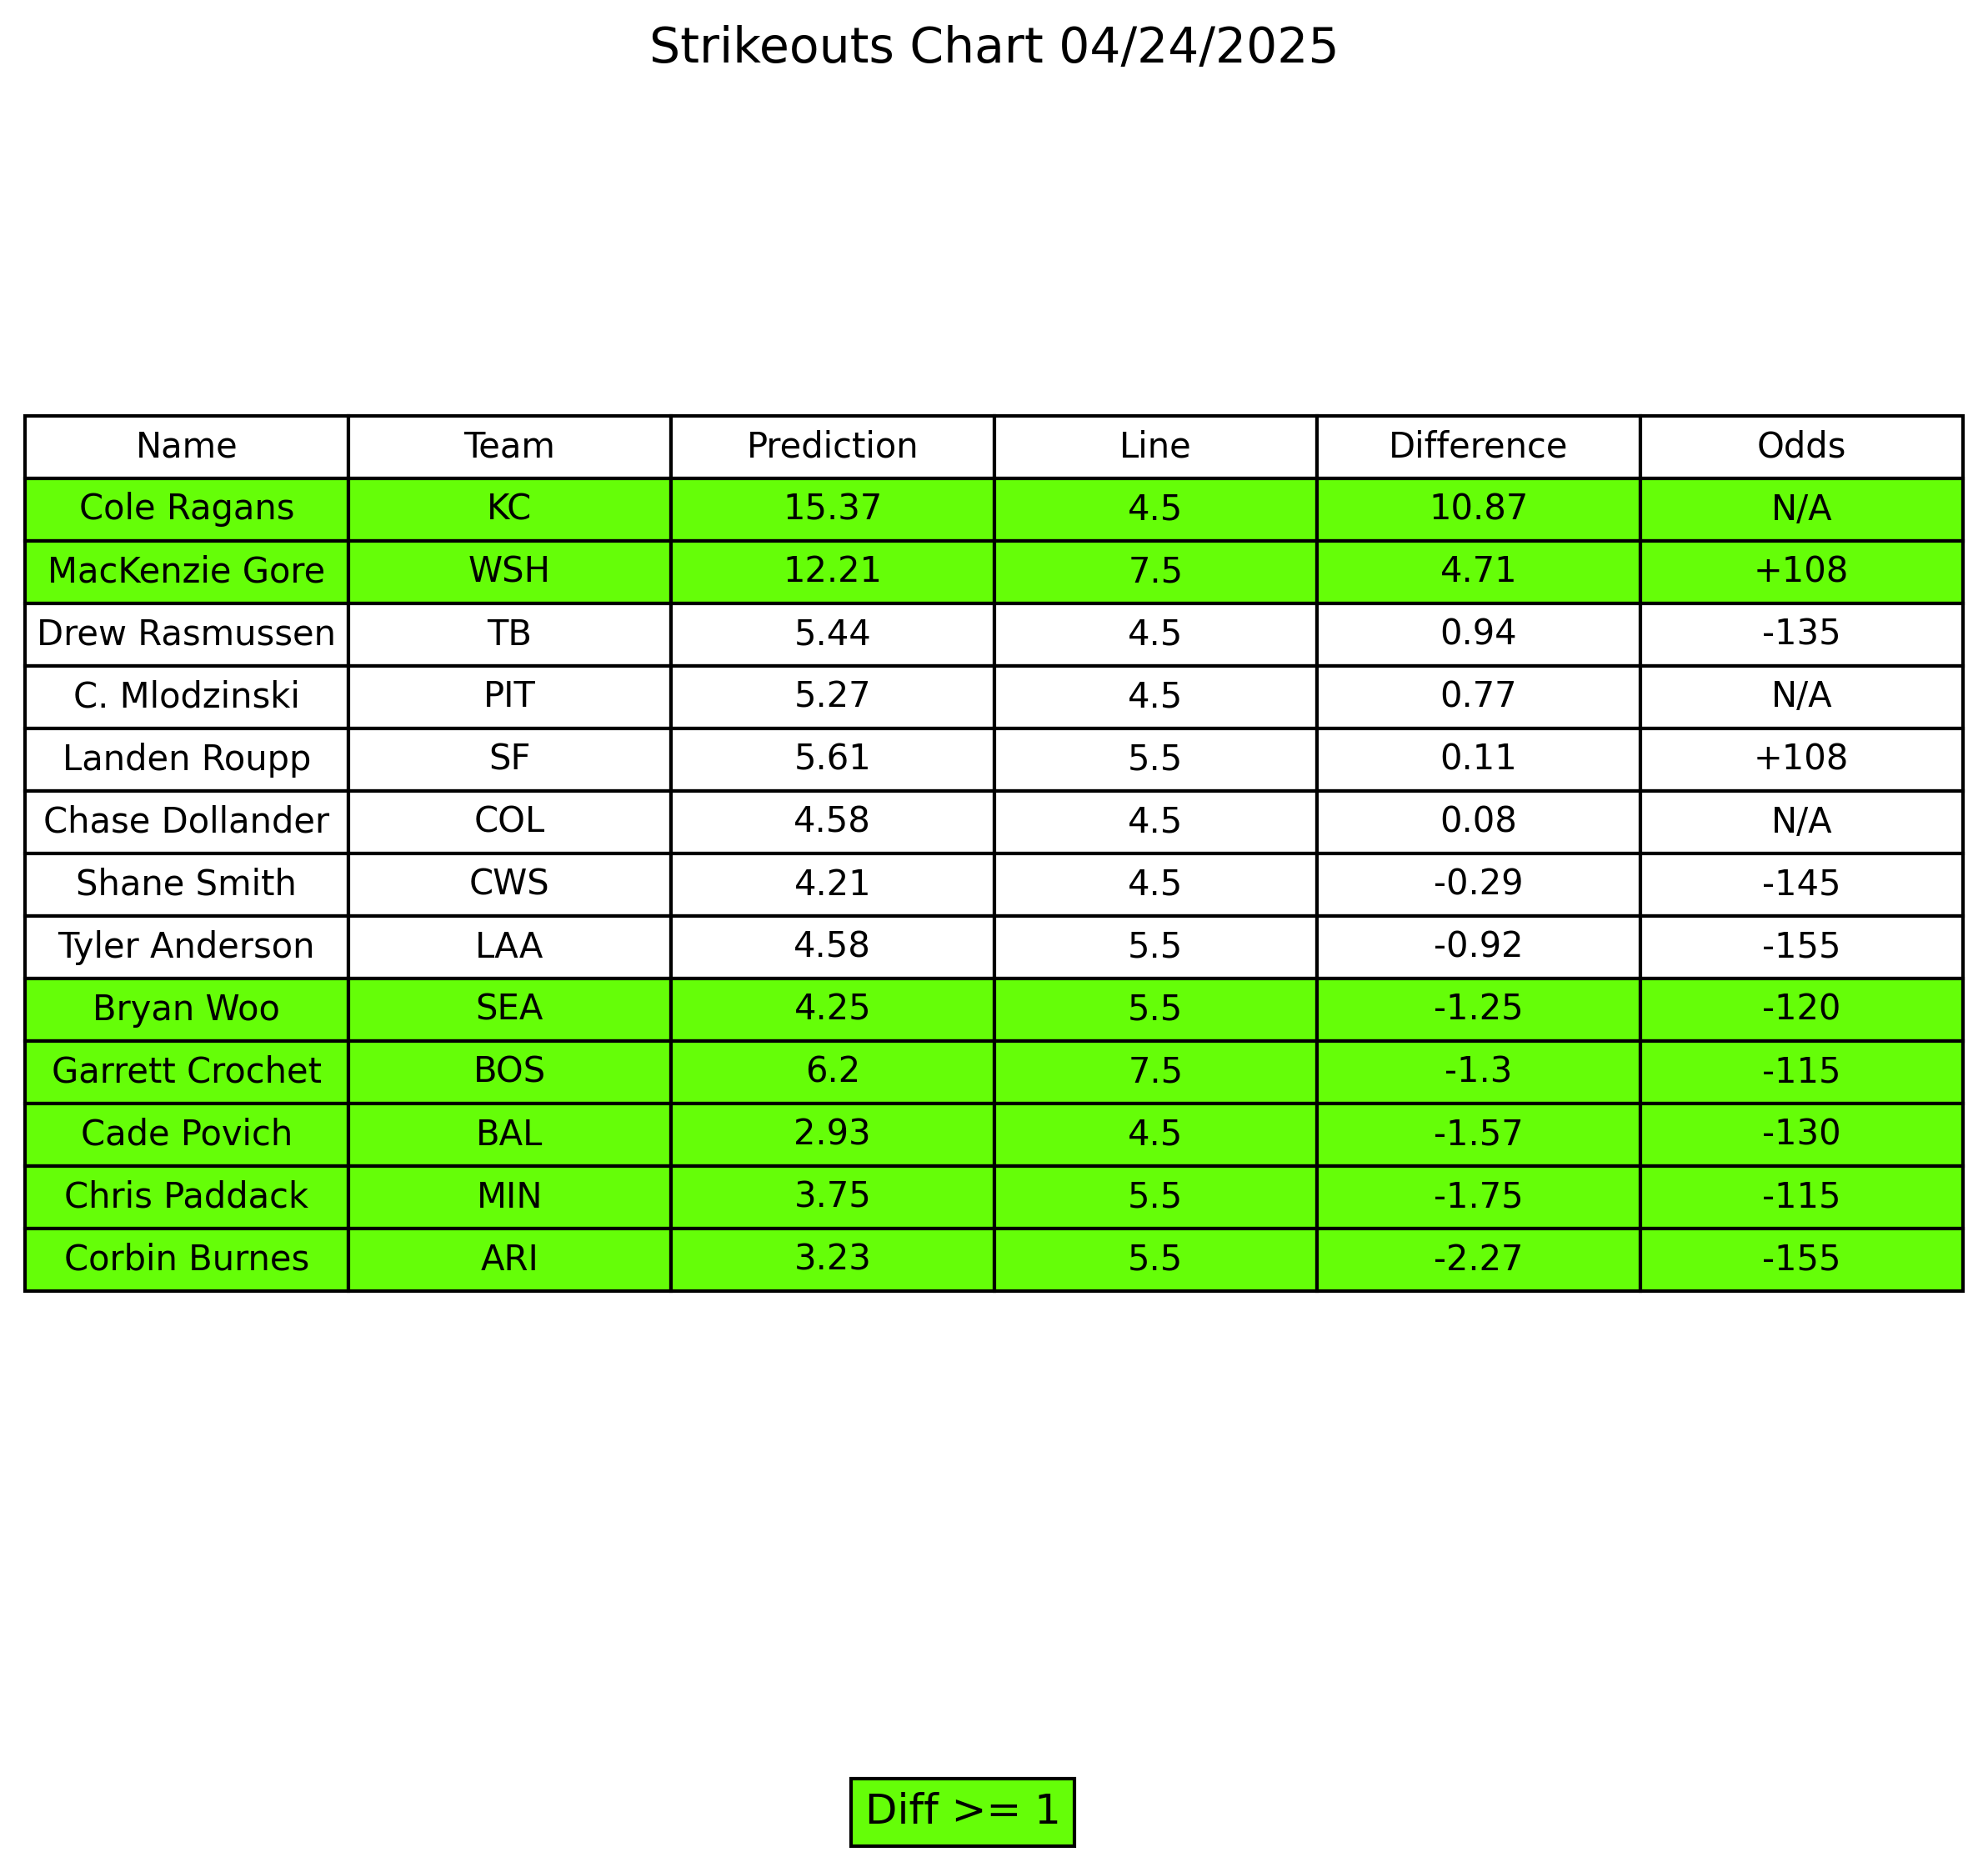 Strikeouts Chart 04/24/2025
Name Team Prediction Line Difference Odds
Cole Ragans KC 15.37 4.5 10.87 N/A
MacKenzie Gore WSH 12.21 7.5 4.71 +108
Drew Rasmussen TB 5.44 4.5 0.94 -135
C. Mlodzinski PIT 5.27 4.5 0.77 N/A
Landen Roupp SF 5.61 5.5 0.11 +108
Chase Dollander COL 4.58 4.5 0.08 N/A
Shane Smith CWS 4.21 4.5 -0.29 -145
Tyler Anderson LAA 4.58 5.5 -0.92 -155
Bryan Woo SEA 4.25 5.5 -1.25 -120
Garrett Crochet BOS 6.2 7.5 -1.3 -115
Cade Povich BAL 2.93 4.5 -1.57 -130
Chris Paddack MIN 3.75 5.5 -1.75 -115
Corbin Burnes ARI 3.23 5.5 -2.27 -155
Diff >= 1